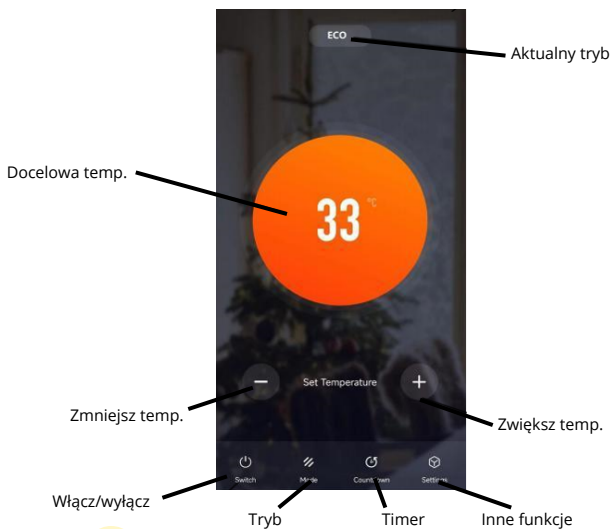 ECO
Aktualny tryb
Docelowa temp.
33 °C
Set Temperature
Zmniejsz temp.
Zwiększ temp.
Switch
Mode
Countdown
Settings
Włącz/wyłącz
Tryb
Timer
Inne funkcje